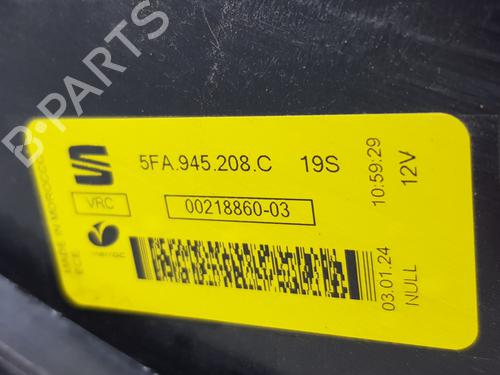 MADE IN MOROCCO
ECE
5FA.945.208.C 19S
VRC
00218860-03
10:59:29
12V
03.01.24
NULL